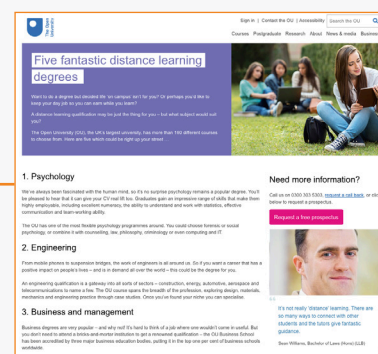 The Open
University
Sign in | Contact the OU | Accessibility Search the OU
Courses Postgraduate Research About News & media Business
Five fantastic distance learning
degrees
Want to do a degree but decided life 'on campus' isn't for you? Or perhaps you'd like to
keep your day job so you can earn while you learn?
A distance learning qualification may be just the thing for you – but what subject would suit
you?
The Open University (OU), the UK's largest university, has more than 160 different courses
to choose from. Here are five which could be right up your street...
1. Psychology
We've always been fascinated with the human mind, so it's no surprise psychology remains a popular degree. You'll
be pleased to hear that it can give your CV real lift too. Graduates gain an impressive range of skills that make them
highly employable, including excellent numeracy, the ability to understand and work with statistics, effective
communication and team-working ability.
The OU has one of the most flexible psychology programmes around. You could choose forensic or social
psychology, or combine it with counselling, law, philosophy, criminology or even computing and IT
2. Engineering
From mobile phones to suspension bridges, the work of engineers is all around us. So if you want a career that has a
positive impact on people's lives – and is in demand all over the world – this could be the degree for you.
An engineering qualification is a gateway into all sorts of sectors – construction, energy, automotive, aerospace and
telecommunications to name a few. The OU course spans the breadth of the profession, exploring design, materials,
mechanics and engineering practice through case studies. Once you've found your niche you can specialise.
3. Business and management
Business degrees are very popular – and why not! It's hard to think of a job where one wouldn't come in useful. But
you don't need to attend a bricks-and-mortar institution to get a renowned qualification – the OU Business School
has been accredited by three major business education bodies, putting it in the top one per cent of business schools
worldwide.
Need more information?
Call us on 0300 303 5303, request a call back, or click
below to request a prospectus.
Request a free prospectus
It's not really 'distance' learning. There are
so many ways to connect with other
students and the tutors give fantastic
guidance.
Sean Williams, Bachelor of Laws (Hons) (LLB)